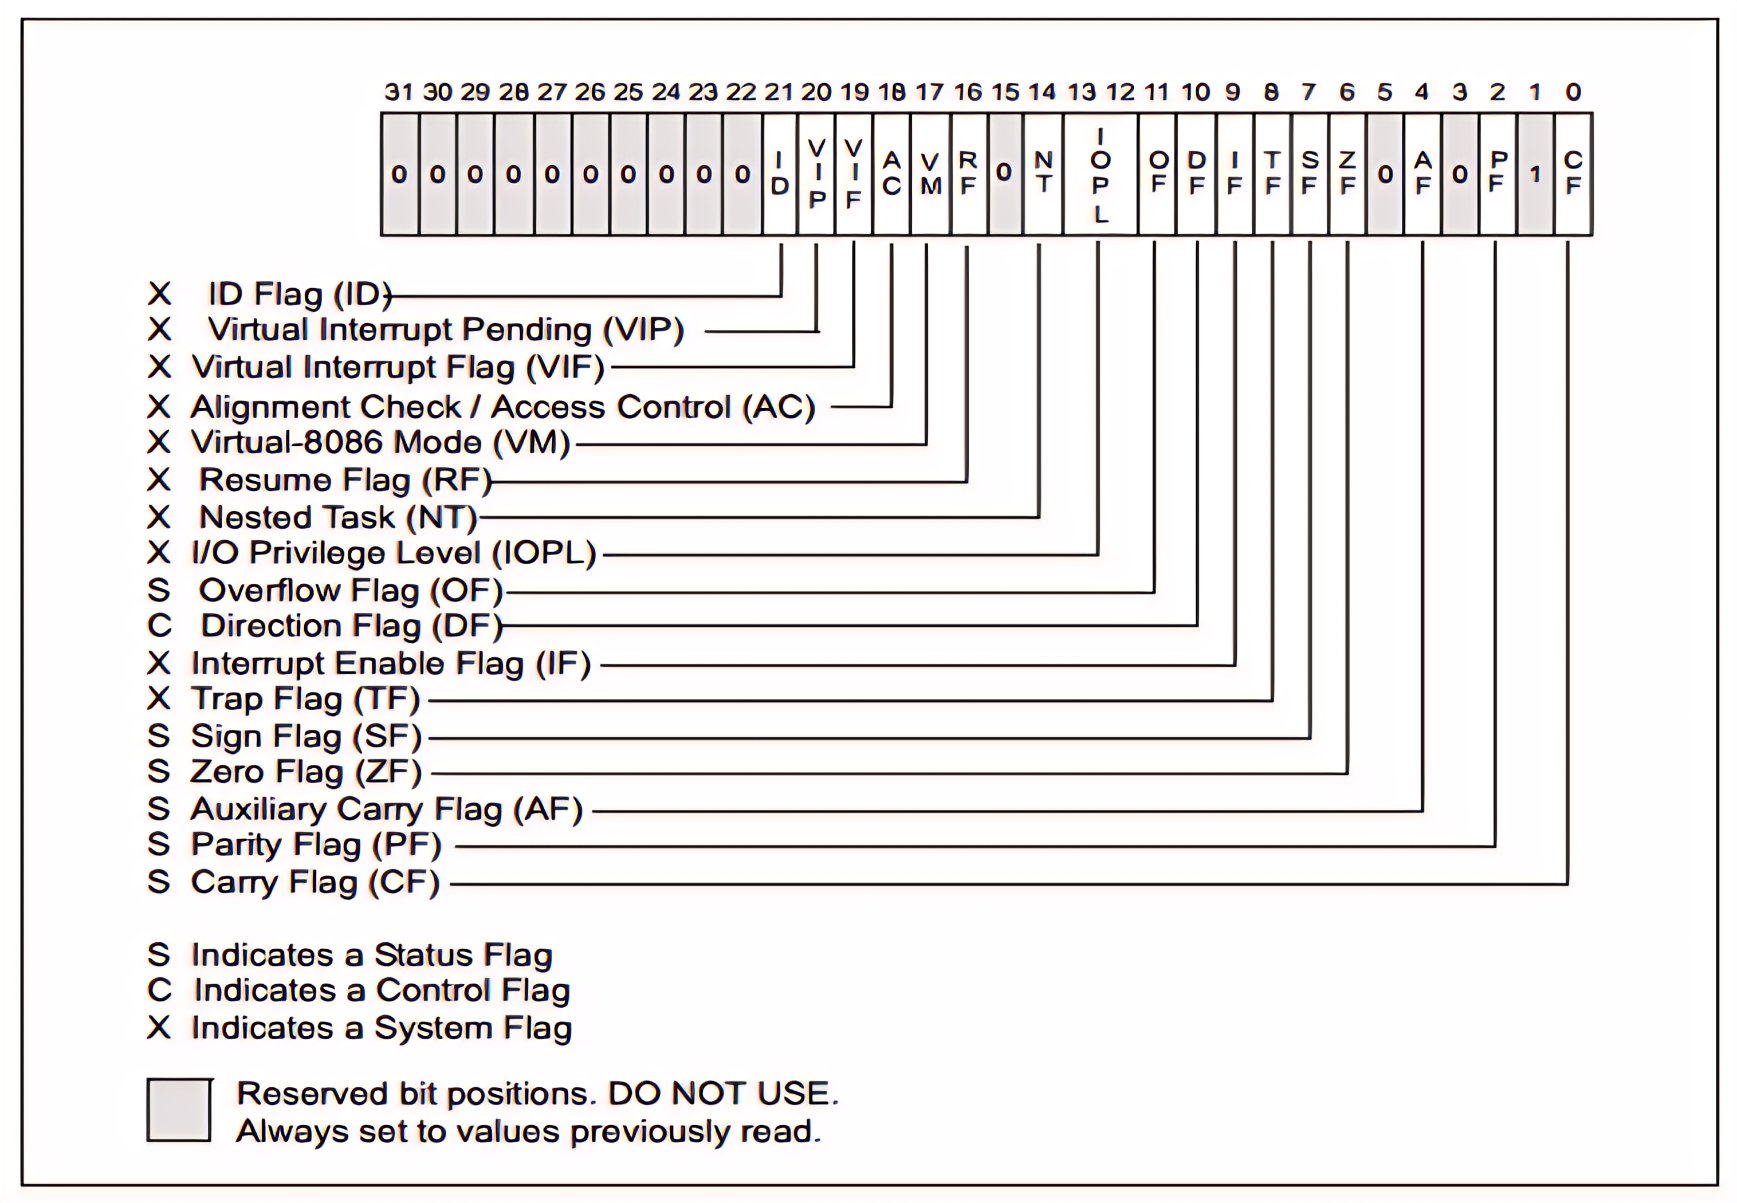 31 30 29 28 27 26 25 24 23 22 21 20 19 18 17 16 15 14 13 12 11 10 9 8 7 6 5 4 3 2 1 0
0 0 0 0 0 0 0 0 0 0 ID VIP VIF AC VM RF 0 NT IOPL OF DF IF TF SF ZF 0 AF 0 PF 1 CF
X ID Flag (ID)
X Virtual Interrupt Pending (VIP)
X Virtual Interrupt Flag (VIF)
X Alignment Check / Access Control (AC)
X Virtual-8086 Mode (VM)
X Resume Flag (RF)
X Nested Task (NT)
X I/O Privilege Level (IOPL)
S Overflow Flag (OF)
C Direction Flag (DF)
X Interrupt Enable Flag (IF)
X Trap Flag (TF)
S Sign Flag (SF)
S Zero Flag (ZF)
S Auxiliary Carry Flag (AF)
S Parity Flag (PF)
S Carry Flag (CF)
S Indicates a Status Flag
C Indicates a Control Flag
X Indicates a System Flag
Reserved bit positions. DO NOT USE.
Always set to values previously read.